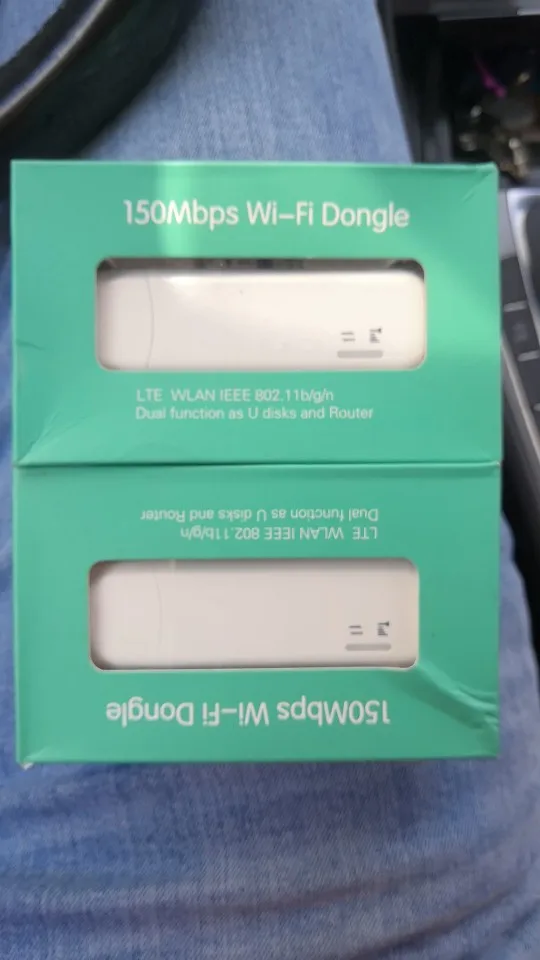 150Mbps Wi-Fi Dongle
LTE WLAN IEEE 802.11b/g/n
Dual function as U disks and Router
LTE WLAN IEEE 802.11b/g/n
Dual function as U disks and Router
150Mbps Wi-Fi Dongle